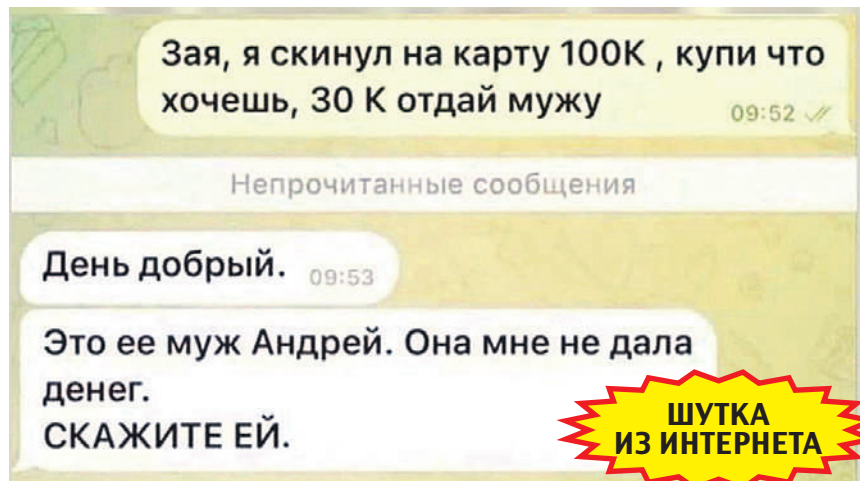 Зая, я скинул на карту 100К , купи что
хочешь, 30 К отдай мужу
09:52
Непрочитанные сообщения
День добрый. 09:53
Это ее муж Андрей. Она мне не дала
денег.
СКАЖИТЕ ЕЙ.
ШУТКА
ИЗ ИНТЕРНЕТА